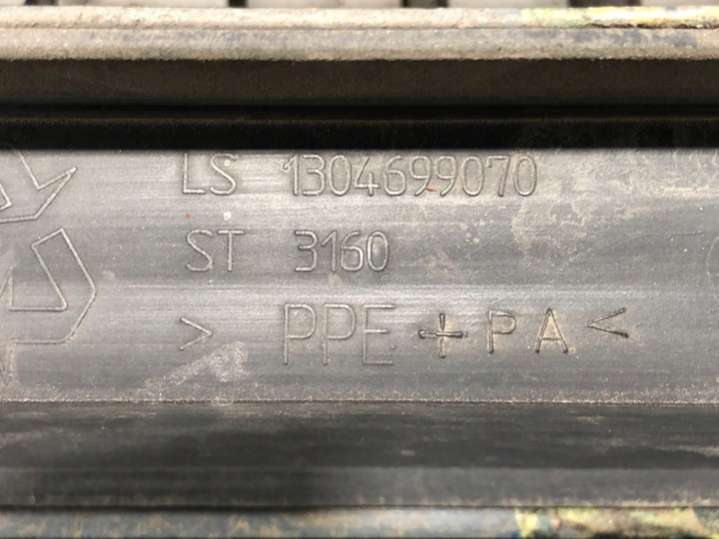 LS 1304699070
ST 3160
> PPE + PA <